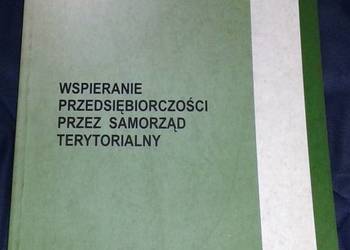 WSPIERANIE
PRZEDSIĘBIORCZOŚCI
PRZEZ SAMORZĄD
TERYTORIALNY